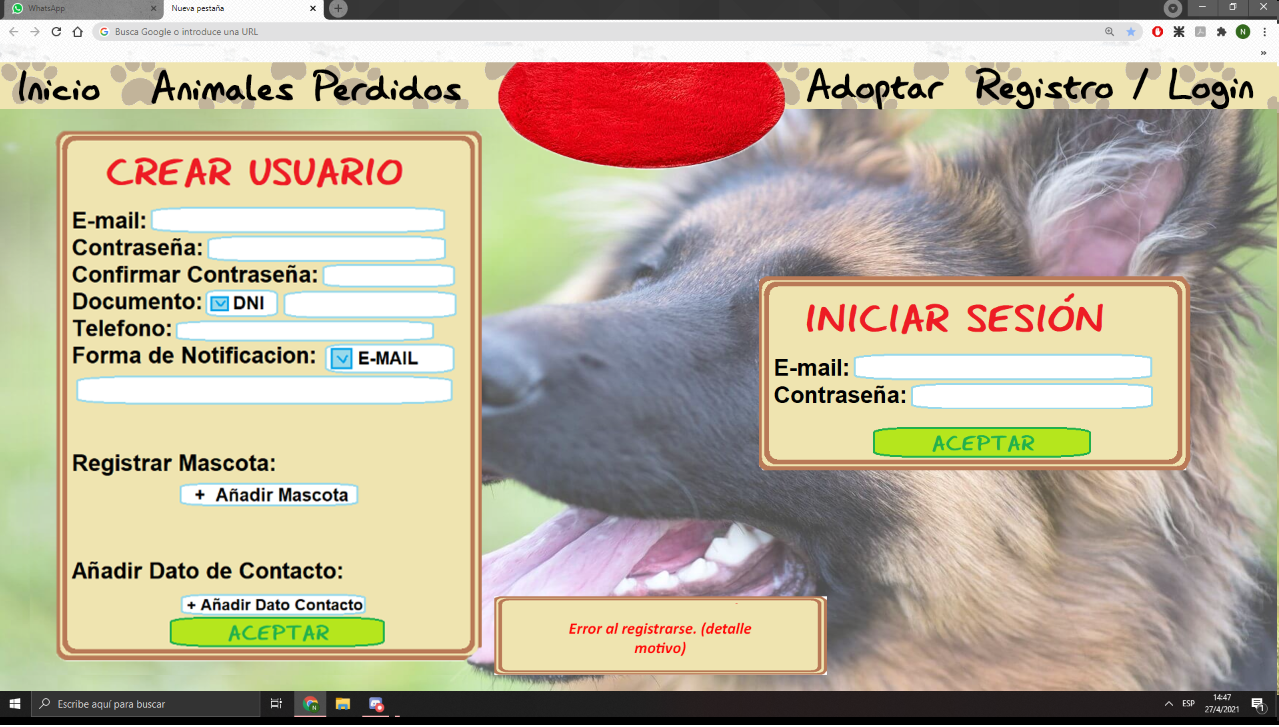 WhatsApp
Nueva pestaña
Busca Google o introduce una URL
N
»
Inicio Animales Perdidos Adoptar Registro / Login
CREAR USUARIO
E-mail:
Contraseña:
Confirmar Contraseña:
Documento: DNI
Telefono:
Forma de Notificacion: E-MAIL
Registrar Mascota:
+ Añadir Mascota
Añadir Dato de Contacto:
+ Añadir Dato Contacto
ACEPTAR
INICIAR SESIÓN
E-mail:
Contraseña:
ACEPTAR
Error al registrarse. (detalle
motivo)
Escribe aquí para buscar
ESP
14:47
27/4/2021
1